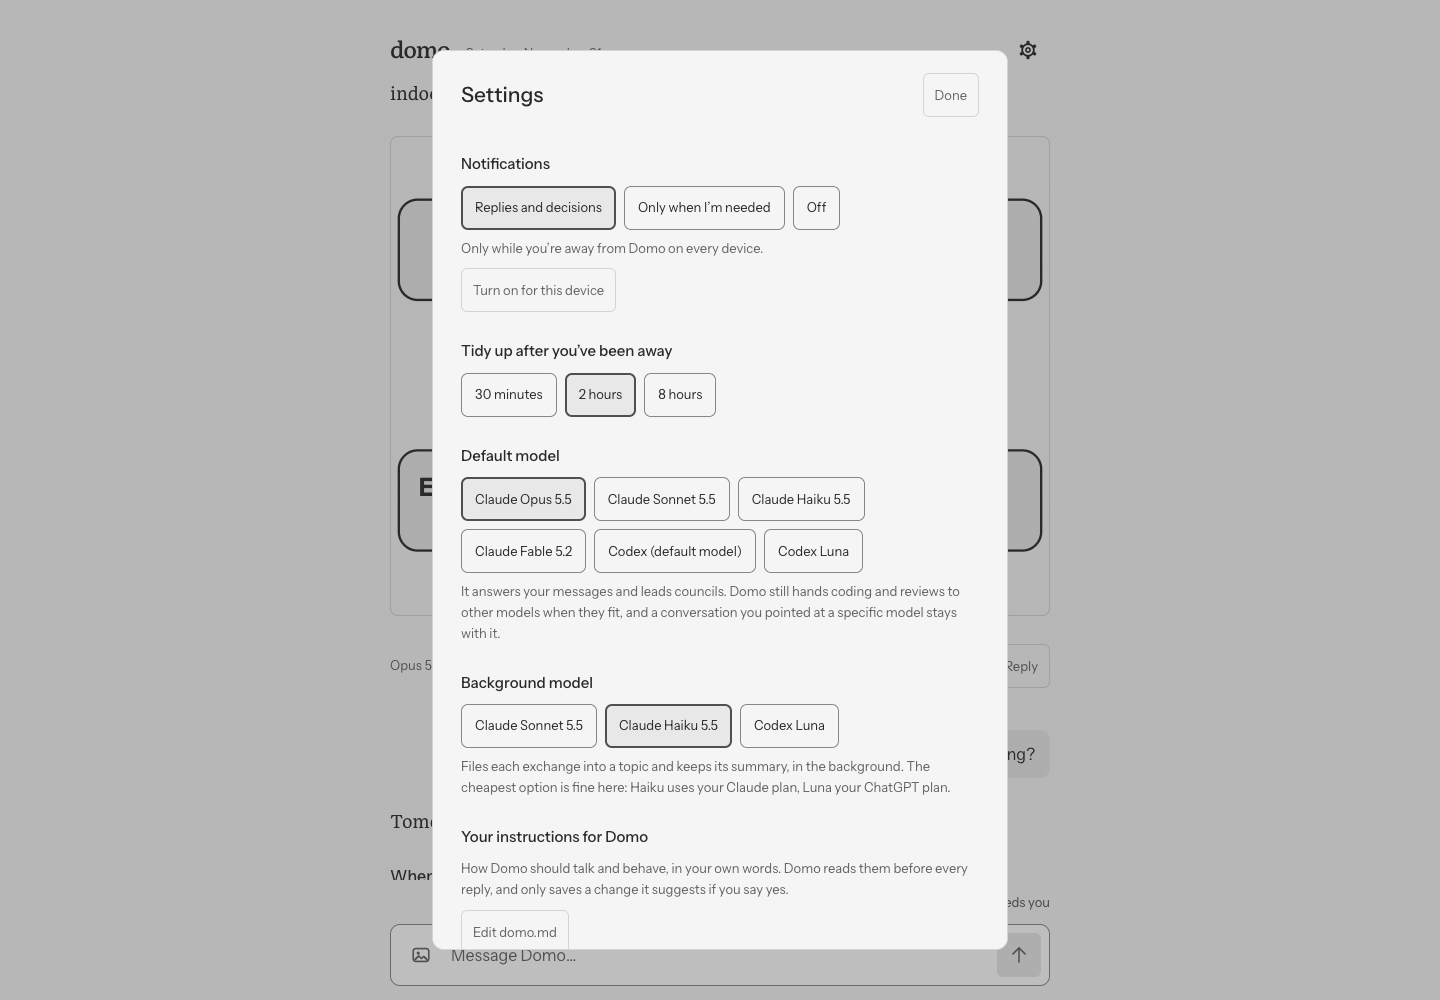 domo
indoo
Settings
Done
Notifications
Replies and decisions
Only when I’m needed
Off
Only while you’re away from Domo on every device.
Turn on for this device
Tidy up after you’ve been away
30 minutes
2 hours
8 hours
Default model
Claude Opus 5.5
Claude Sonnet 5.5
Claude Haiku 5.5
Claude Fable 5.2
Codex (default model)
Codex Luna
It answers your messages and leads councils. Domo still hands coding and reviews to
other models when they fit, and a conversation you pointed at a specific model stays
with it.
Opus 5
Reply
Background model
Claude Sonnet 5.5
Claude Haiku 5.5
Codex Luna
ng?
Files each exchange into a topic and keeps its summary, in the background. The
cheapest option is fine here: Haiku uses your Claude plan, Luna your ChatGPT plan.
Your instructions for Domo
How Domo should talk and behave, in your own words. Domo reads them before every
reply, and only saves a change it suggests if you say yes.
eds you
Edit domo.md
Message Domo...